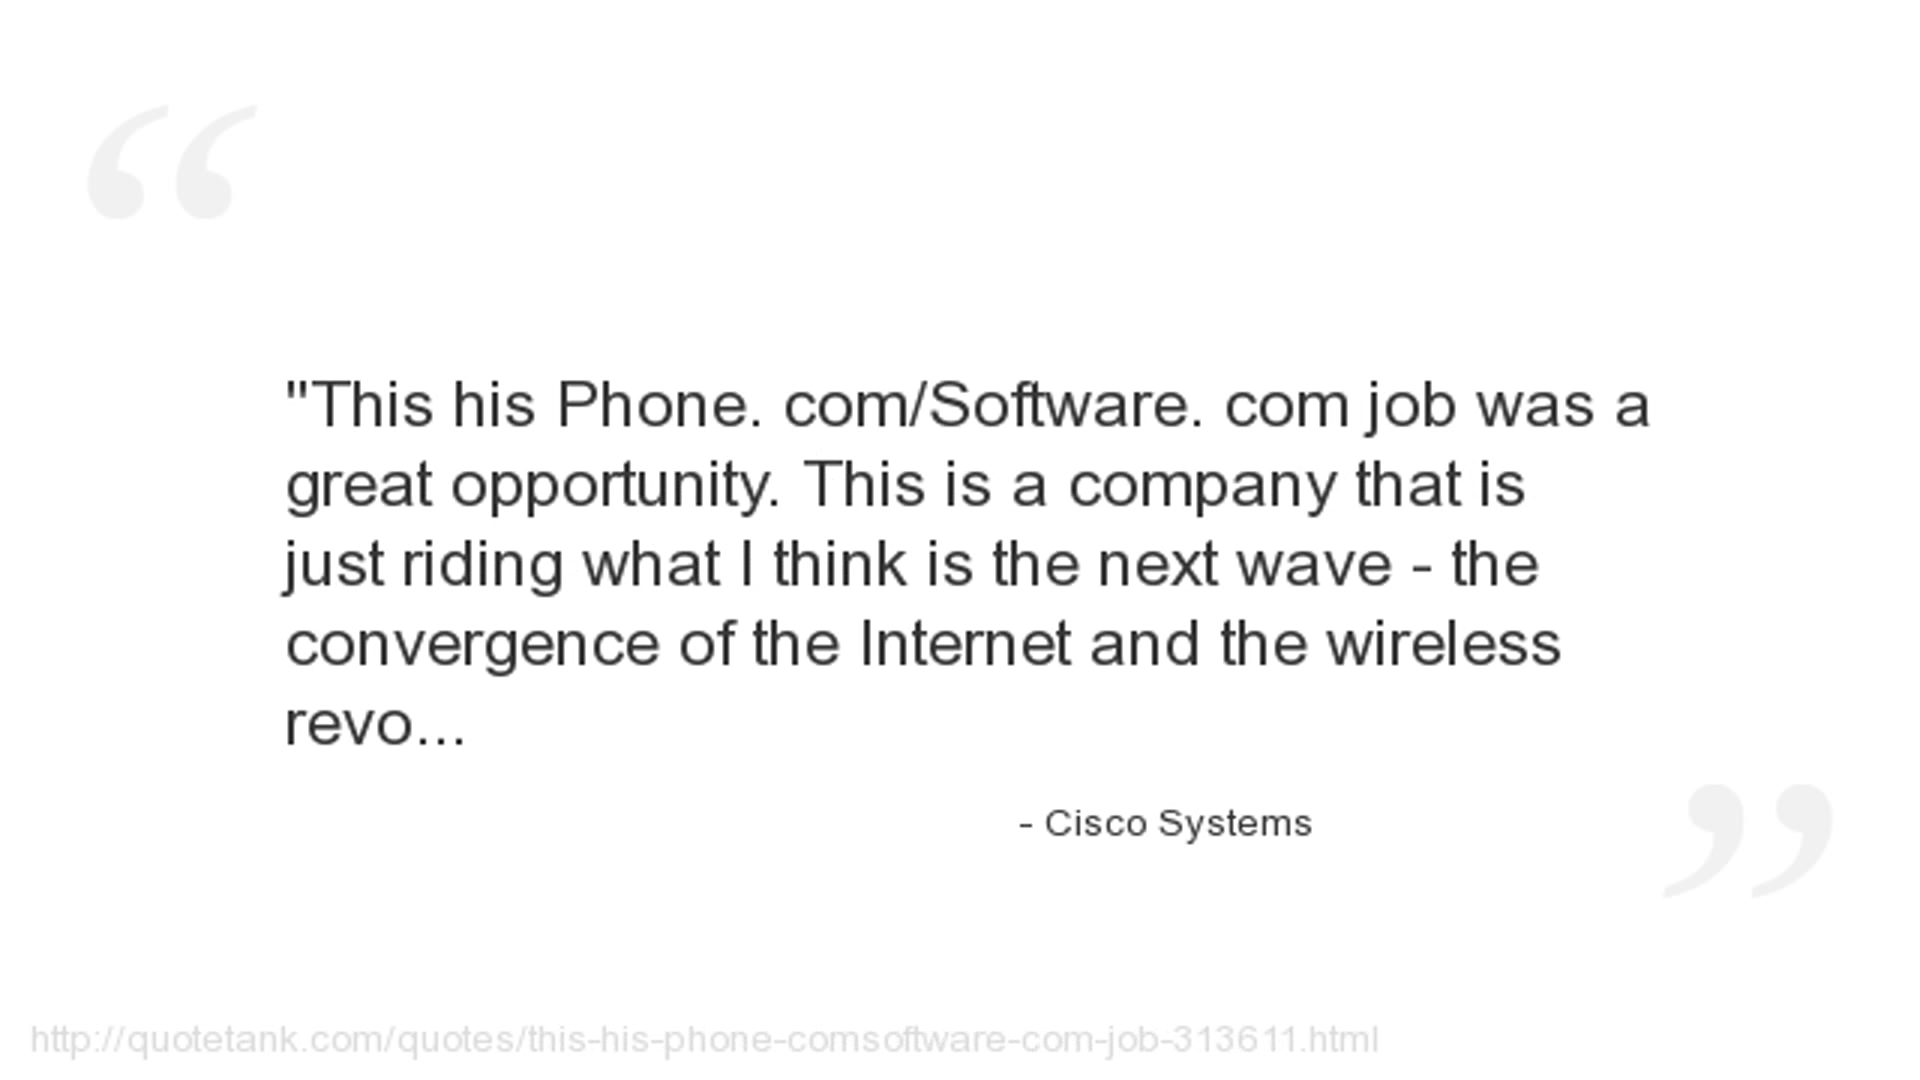 "This his Phone. com/Software. com job was a
great opportunity. This is a company that is
just riding what I think is the next wave - the
convergence of the Internet and the wireless
revo...
- Cisco Systems
http://quotetank.com/quotes/this-his-phone-comsoftware-com-job-313611.html